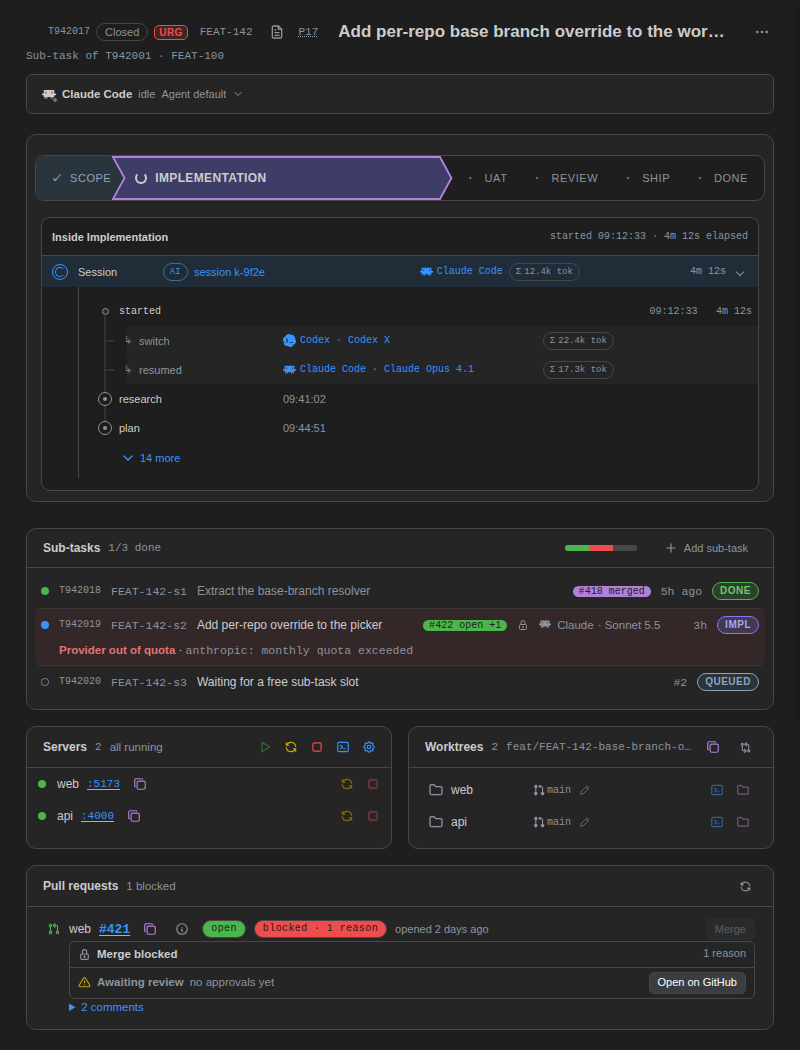 T942017 Closed URG FEAT-142 P17 Add per-repo base branch override to the wor… ···
Sub-task of T942001 · FEAT-100
Claude Code idle Agent default
SCOPE IMPLEMENTATION · UAT · REVIEW · SHIP · DONE
Inside Implementation started 09:12:33 · 4m 12s elapsed
Session AI session k-9f2e Claude Code Σ 12.4k tok 4m 12s
started 09:12:33 4m 12s
↳ switch Codex · Codex X Σ 22.4k tok
↳ resumed Claude Code · Claude Opus 4.1 Σ 17.3k tok
research 09:41:02
plan 09:44:51
14 more
Sub-tasks 1/3 done Add sub-task
T942018 FEAT-142-s1 Extract the base-branch resolver #418 merged 5h ago DONE
T942019 FEAT-142-s2 Add per-repo override to the picker #422 open +1 Claude · Sonnet 5.5 3h IMPL
Provider out of quota · anthropic: monthly quota exceeded
T942020 FEAT-142-s3 Waiting for a free sub-task slot #2 QUEUED
Servers 2 all running
web :5173
api :4000
Worktrees 2 feat/FEAT-142-base-branch-o…
web main
api main
Pull requests 1 blocked
web #421 open blocked · 1 reason opened 2 days ago Merge
Merge blocked 1 reason
Awaiting review no approvals yet Open on GitHub
2 comments